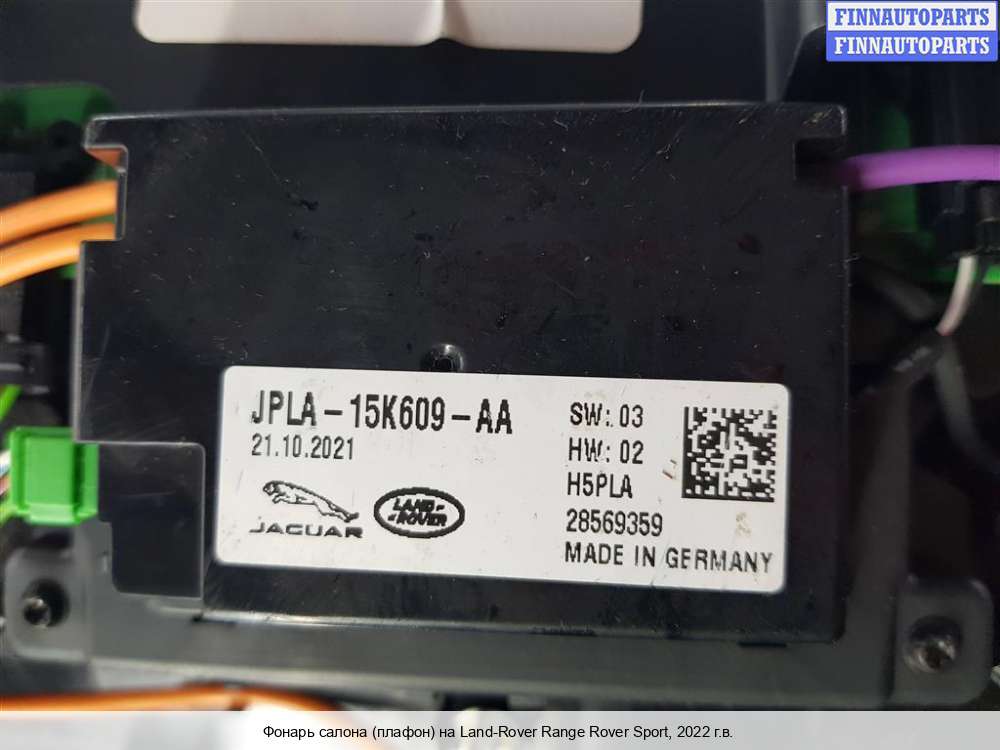 FINNAUTOPARTS
FINNAUTOPARTS
JPLA-15K609-AA
21.10.2021
JAGUAR
LAND-
-ROVER
SW: 03
HW: 02
H5PLA
28569359
MADE IN GERMANY
Фонарь салона (плафон) на Land-Rover Range Rover Sport, 2022 г.в.